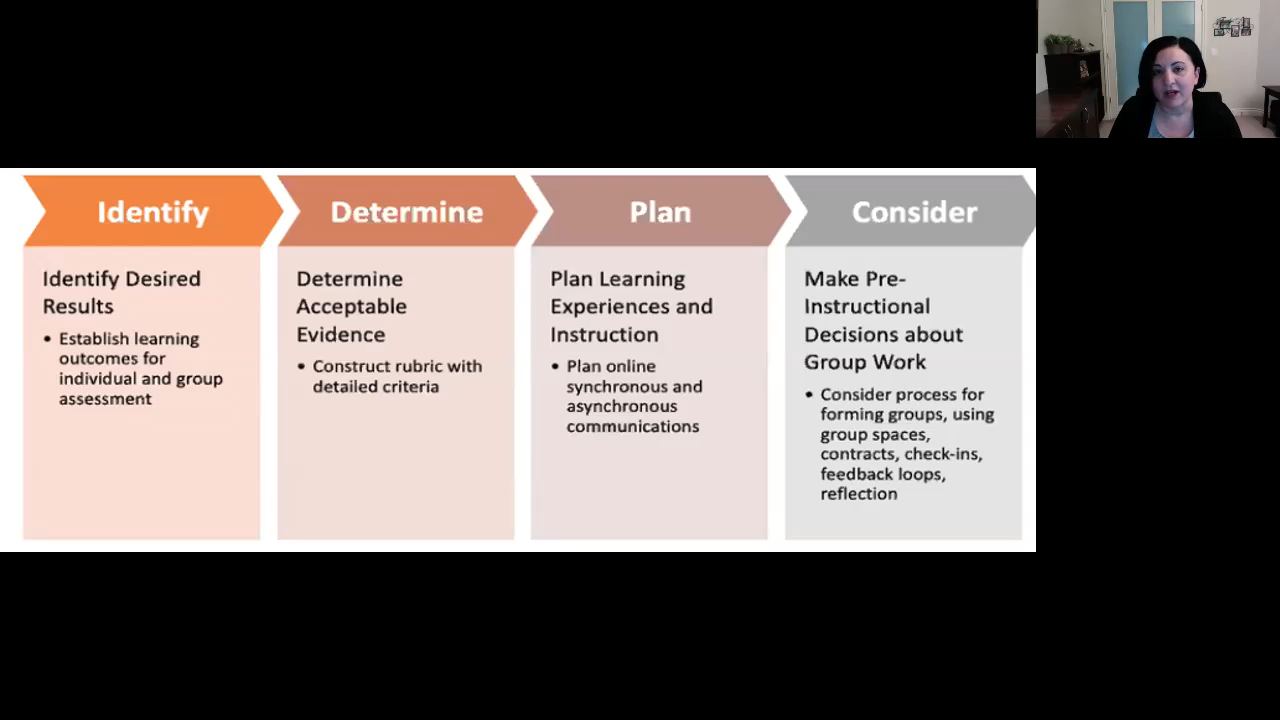 Identify
Identify Desired
Results
• Establish learning
outcomes for
individual and group
assessment
Determine
Determine
Acceptable
Evidence
• Construct rubric with
detailed criteria
Plan
Plan Learning
Experiences and
Instruction
• Plan online
synchronous and
asynchronous
communications
Consider
Make Pre-
Instructional
Decisions about
Group Work
• Consider process for
forming groups, using
group spaces,
contracts, check-ins,
feedback loops,
reflection